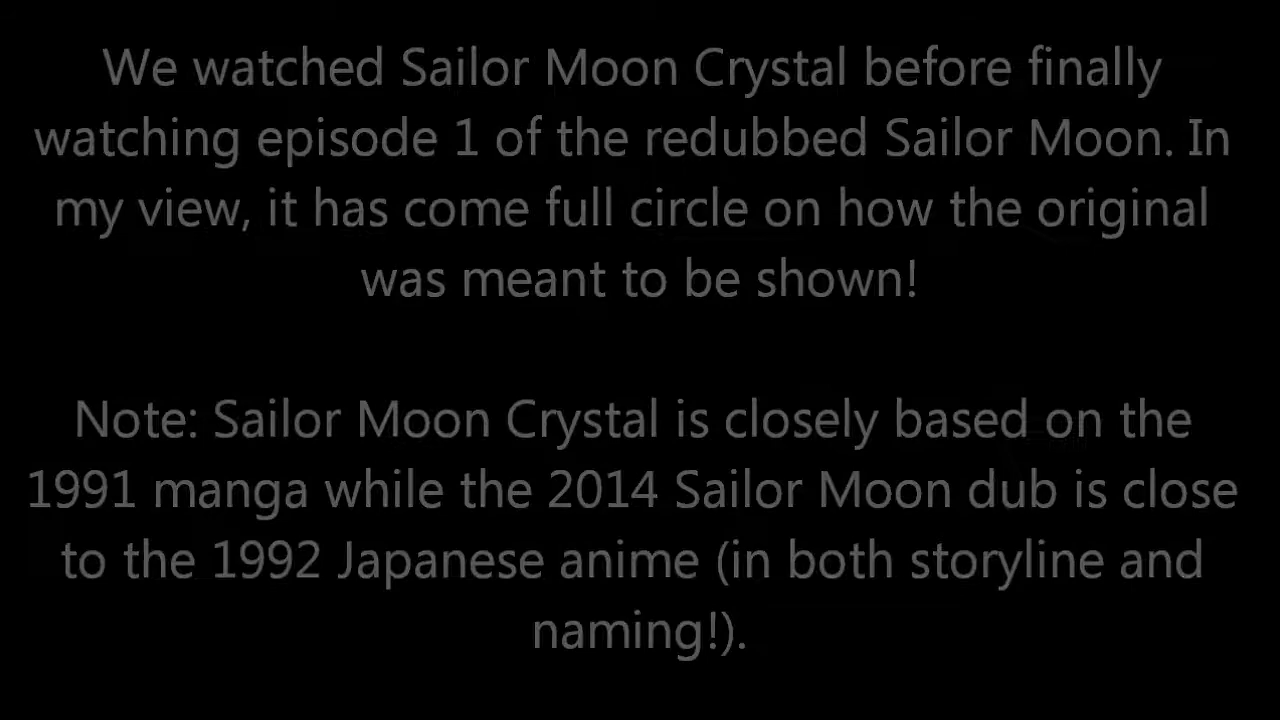 We watched Sailor Moon Crystal before finally
watching episode 1 of the redubbed Sailor Moon. In
my view, it has come full circle on how the original
was meant to be shown!
Note: Sailor Moon Crystal is closely based on the
1991 manga while the 2014 Sailor Moon dub is close
to the 1992 Japanese anime (in both storyline and
naming!).